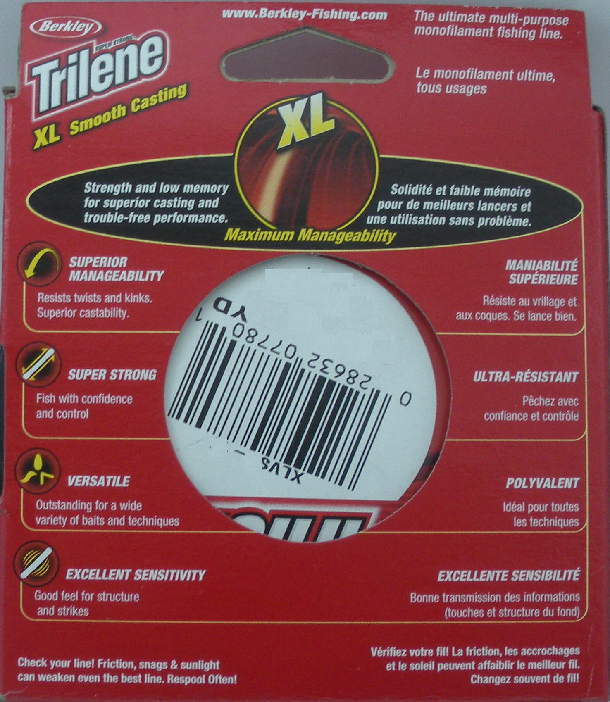 Berkley
www.Berkley-Fishing.com
The ultimate multi-purpose
monofilament fishing line.
SUPER STRONG
Trilene
XL Smooth Casting
Le monofilament ultime,
tous usages
XL
Strength and low memory
for superior casting and
trouble-free performance.
Solidité et faible mémoire
pour de meilleurs lancers et
une utilisation sans problème.
Maximum Manageability
SUPERIOR
MANAGEABILITY
Resists twists and kinks.
Superior castability.
MANIABILITÉ
SUPÉRIEURE
Résiste au vrillage et
aux coques. Se lance bien.
YD
0 28632 07780 1
XLVS
SUPER STRONG
Fish with confidence
and control
ULTRA-RÉSISTANT
Pêchez avec
confiance et contrôle
VERSATILE
Outstanding for a wide
variety of baits and techniques
POLYVALENT
Idéal pour toutes
les techniques
EXCELLENT SENSITIVITY
Good feel for structure
and strikes
EXCELLENTE SENSIBILITÉ
Bonne transmission des informations
(touches et structure du fond)
Check your line! Friction, snags & sunlight
can weaken even the best line. Respool Often!
Vérifiez votre fil! La friction, les accrochages
et le soleil peuvent affaiblir le meilleur fil.
Changez souvent de fil!